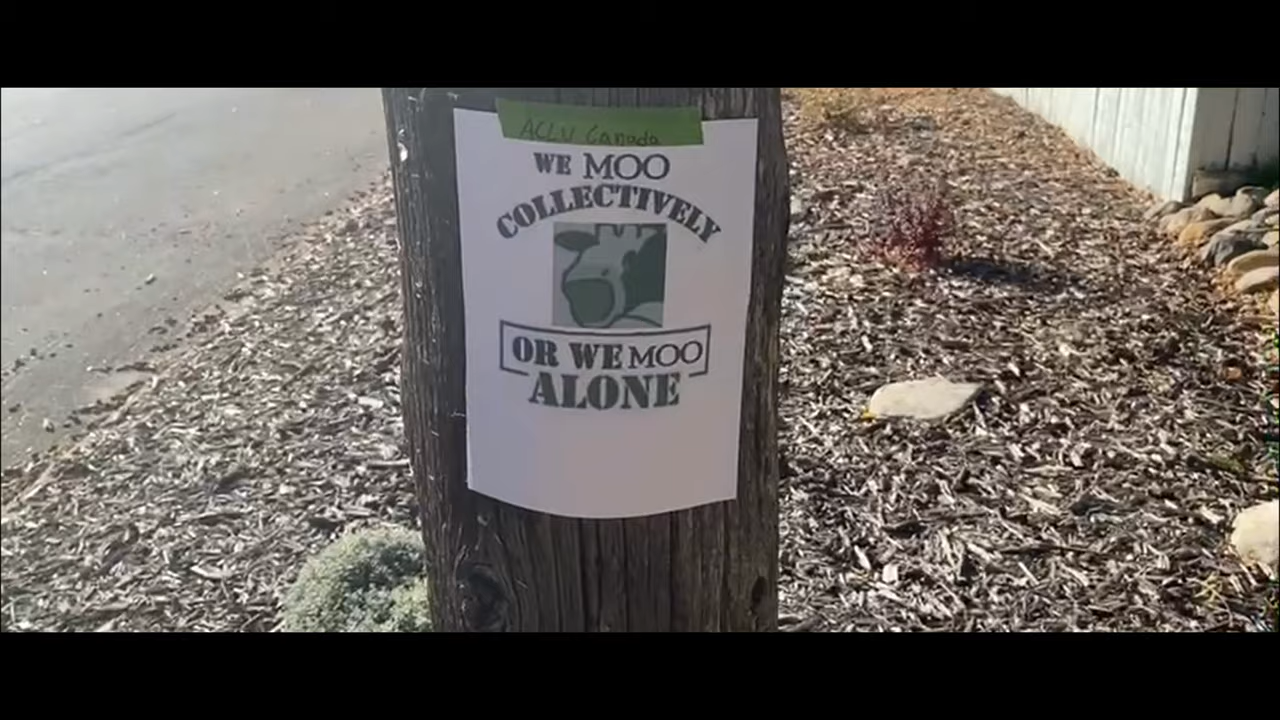 ACLU Canada
WE MOO
COLLECTIVELY
OR WE MOO
ALONE